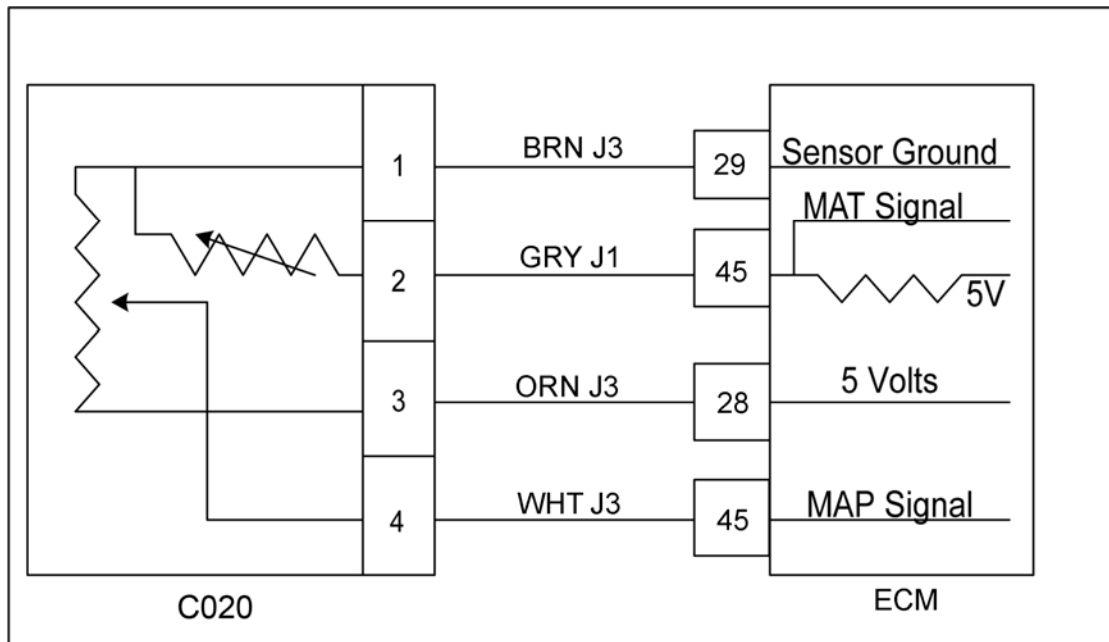 1
BRN J3
29
Sensor Ground
MAT Signal
2
GRY J1
45
5V
3
ORN J3
28
5 Volts
4
WHT J3
45
MAP Signal
C020
ECM